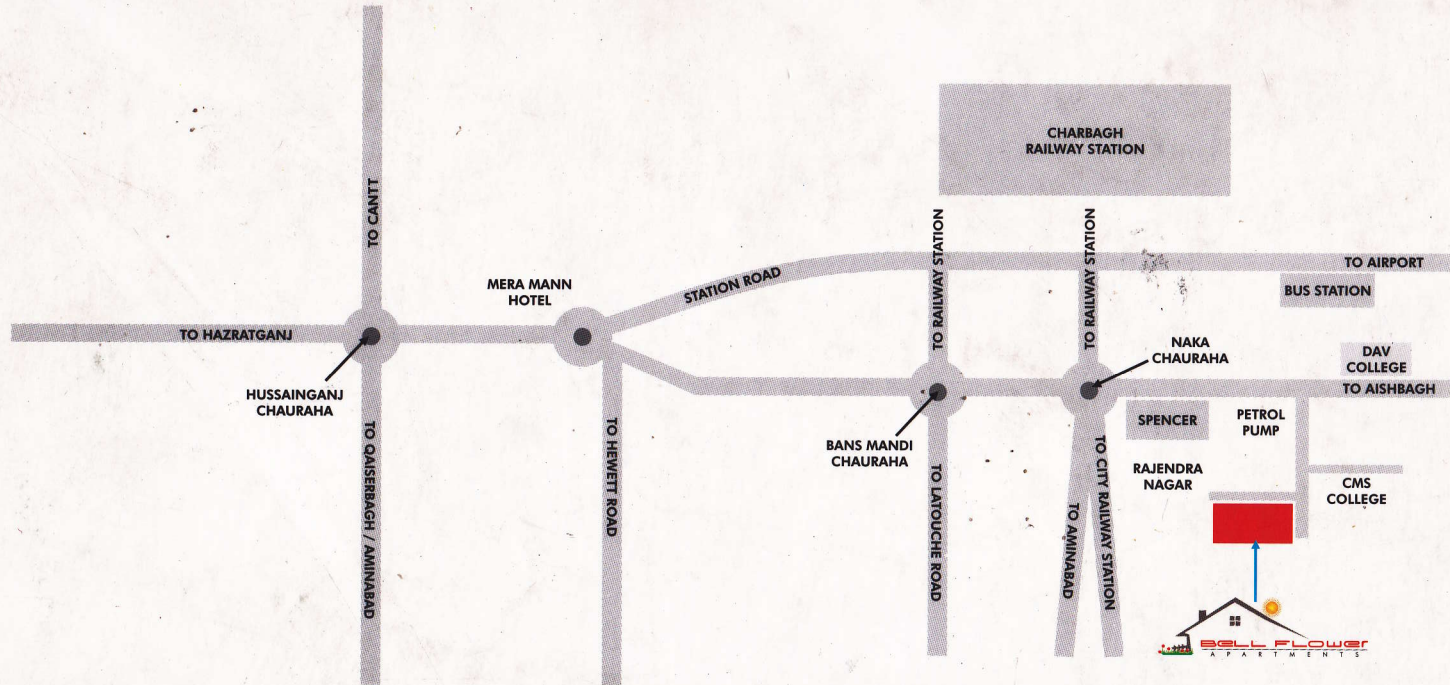 CHARBAGH
RAILWAY STATION
TO CANTT
TO RAILWAY STATION
TO RAILWAY STATION
STATION ROAD
TO AIRPORT
MERA MANN
HOTEL
BUS STATION
TO HAZRATGANJ
NAKA
CHAURAHA
DAV
COLLEGE
TO AISHBAGH
HUSSAINGANJ
CHAURAHA
SPENCER
PETROL
PUMP
BANS MANDI
CHAURAHA
RAJENDRA
NAGAR
CMS
COLLEGE
TO QAISERBAGH / AMINABAD
TO HEWETT ROAD
TO LATOUCHE ROAD
TO AMINABAD
TO CITY RAILWAY STATION
BELL FLOWER
APARTMENTS